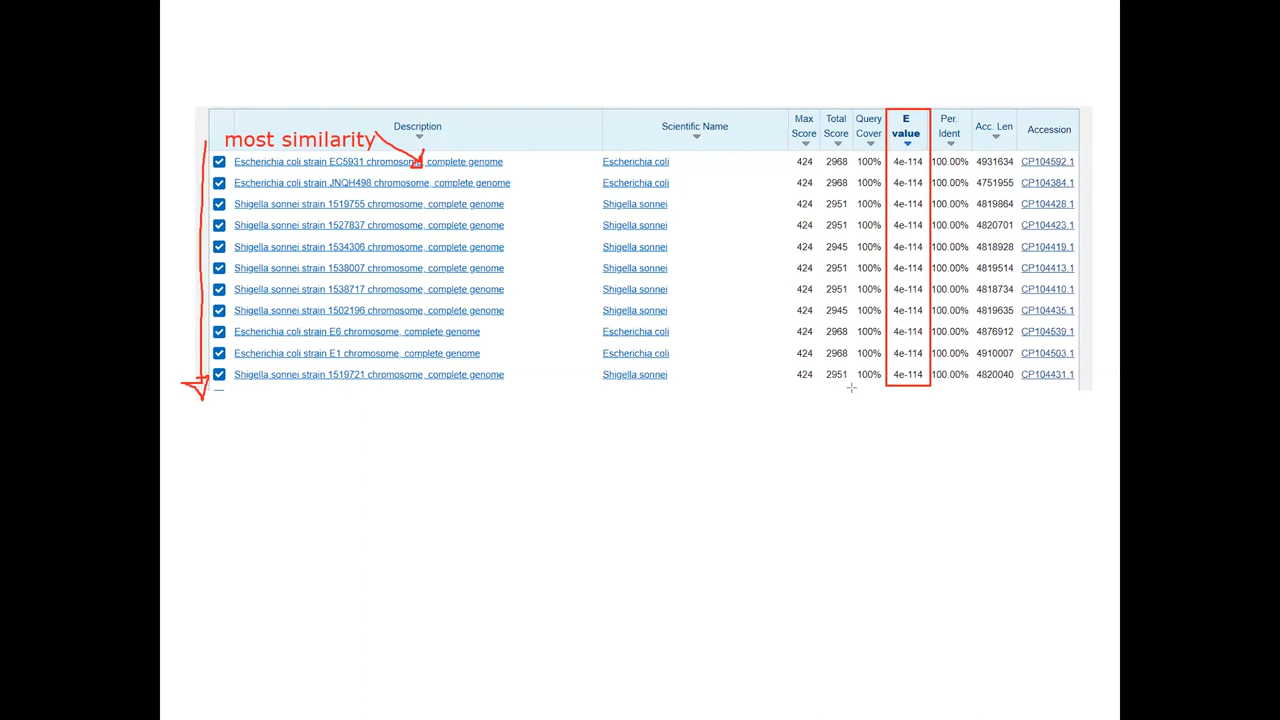 Description Scientific Name Max Score Total Score Query Cover E value Per. Ident Acc. Len Accession
most similarity
Escherichia coli strain EC5931 chromosome, complete genome Escherichia coli 424 2968 100% 4e-114 100.00% 4931634 CP104592.1
Escherichia coli strain JNQH498 chromosome, complete genome Escherichia coli 424 2968 100% 4e-114 100.00% 4751955 CP104384.1
Shigella sonnei strain 1519755 chromosome, complete genome Shigella sonnei 424 2951 100% 4e-114 100.00% 4819864 CP104428.1
Shigella sonnei strain 1527837 chromosome, complete genome Shigella sonnei 424 2951 100% 4e-114 100.00% 4820701 CP104423.1
Shigella sonnei strain 1534306 chromosome, complete genome Shigella sonnei 424 2945 100% 4e-114 100.00% 4818928 CP104419.1
Shigella sonnei strain 1538007 chromosome, complete genome Shigella sonnei 424 2951 100% 4e-114 100.00% 4819514 CP104413.1
Shigella sonnei strain 1538717 chromosome, complete genome Shigella sonnei 424 2951 100% 4e-114 100.00% 4818734 CP104410.1
Shigella sonnei strain 1502196 chromosome, complete genome Shigella sonnei 424 2945 100% 4e-114 100.00% 4819635 CP104435.1
Escherichia coli strain E6 chromosome, complete genome Escherichia coli 424 2968 100% 4e-114 100.00% 4876912 CP104539.1
Escherichia coli strain E1 chromosome, complete genome Escherichia coli 424 2968 100% 4e-114 100.00% 4910007 CP104503.1
Shigella sonnei strain 1519721 chromosome, complete genome Shigella sonnei 424 2951 100% 4e-114 100.00% 4820040 CP104431.1